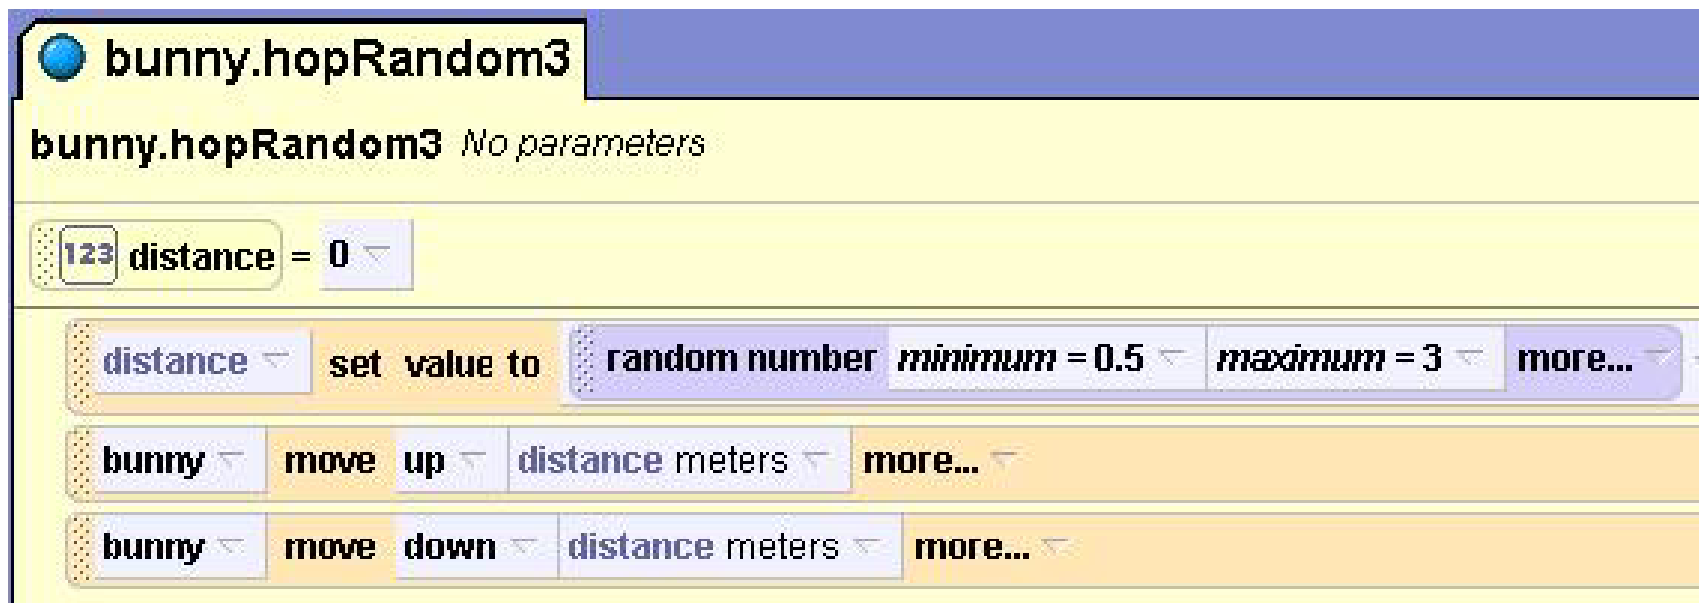 bunny.hopRandom3
bunny.hopRandom3 No parameters
123 distance = 0
distance set value to random number minimum = 0.5 maximum = 3 more...
bunny move up distance meters more...
bunny move down distance meters more...